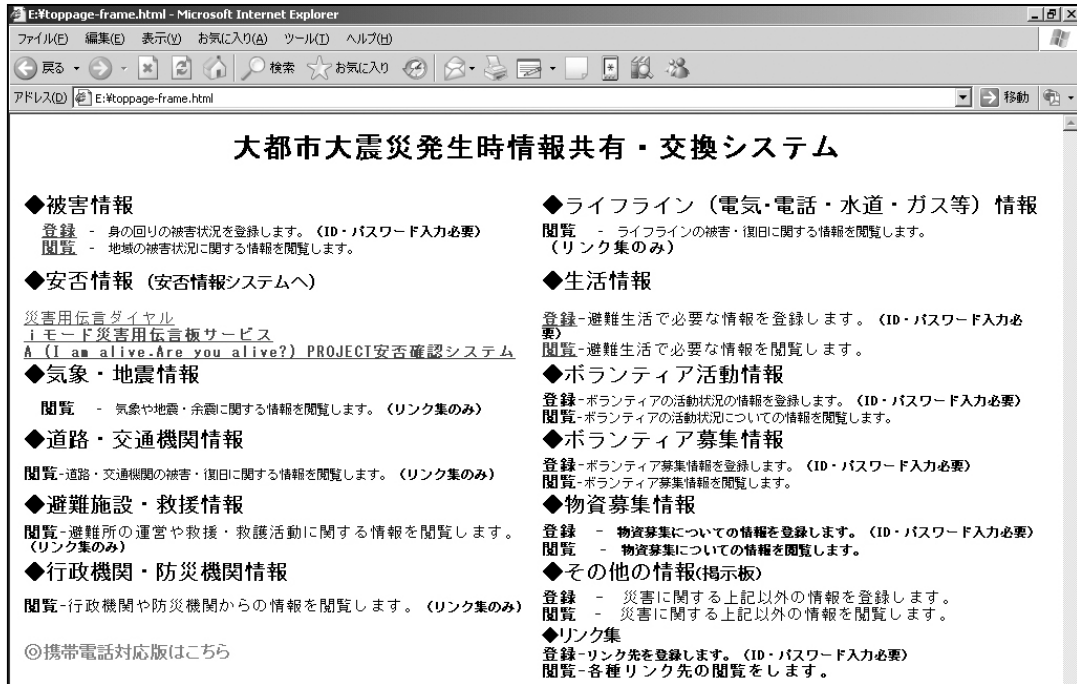 E:¥toppage-frame.html - Microsoft Internet Explorer
ファイル(F) 編集(E) 表示(V) お気に入り(A) ツール(T) ヘルプ(H)
戻る 検索 お気に入り
アドレス(D) E:¥toppage-frame.html 移動
大都市大震災発生時情報共有・交換システム
◆被害情報
登録 - 身の回りの被害状況を登録します。(ID・パスワード入力必要)
閲覧 - 地域の被害状況に関する情報を閲覧します。
◆安否情報 (安否情報システムへ)
災害用伝言ダイヤル
iモード災害用伝言板サービス
A (I am alive.Are you alive?) PROJECT安否確認システム
◆気象・地震情報
閲覧 - 気象や地震・余震に関する情報を閲覧します。(リンク集のみ)
◆道路・交通機関情報
閲覧-道路・交通機関の被害・復旧に関する情報を閲覧します。(リンク集のみ)
◆避難施設・救援情報
閲覧-避難所の運営や救援・救護活動に関する情報を閲覧します。
(リンク集のみ)
◆行政機関・防災機関情報
閲覧-行政機関や防災機関からの情報を閲覧します。(リンク集のみ)
◎携帯電話対応版はこちら
◆ライフライン(電気・電話・水道・ガス等)情報
閲覧 - ライフラインの被害・復旧に関する情報を閲覧します。
(リンク集のみ)
◆生活情報
登録-避難生活で必要な情報を登録します。(ID・パスワード入力必
要)
閲覧-避難生活で必要な情報を閲覧します。
◆ボランティア活動情報
登録-ボランティアの活動状況の情報を登録します。(ID・パスワード入力必要)
閲覧-ボランティアの活動状況についての情報を閲覧します。
◆ボランティア募集情報
登録-ボランティア募集情報を登録します。(ID・パスワード入力必要)
閲覧-ボランティア募集情報を閲覧します。
◆物資募集情報
登録 - 物資募集についての情報を登録します。(ID・パスワード入力必要)
閲覧 - 物資募集についての情報を閲覧します。
◆その他の情報(掲示板)
登録 - 災害に関する上記以外の情報を登録します。
閲覧 - 災害に関する上記以外の情報を閲覧します。
◆リンク集
登録-リンク先を登録します。(ID・パスワード入力必要)
閲覧-各種リンク先の閲覧をします。